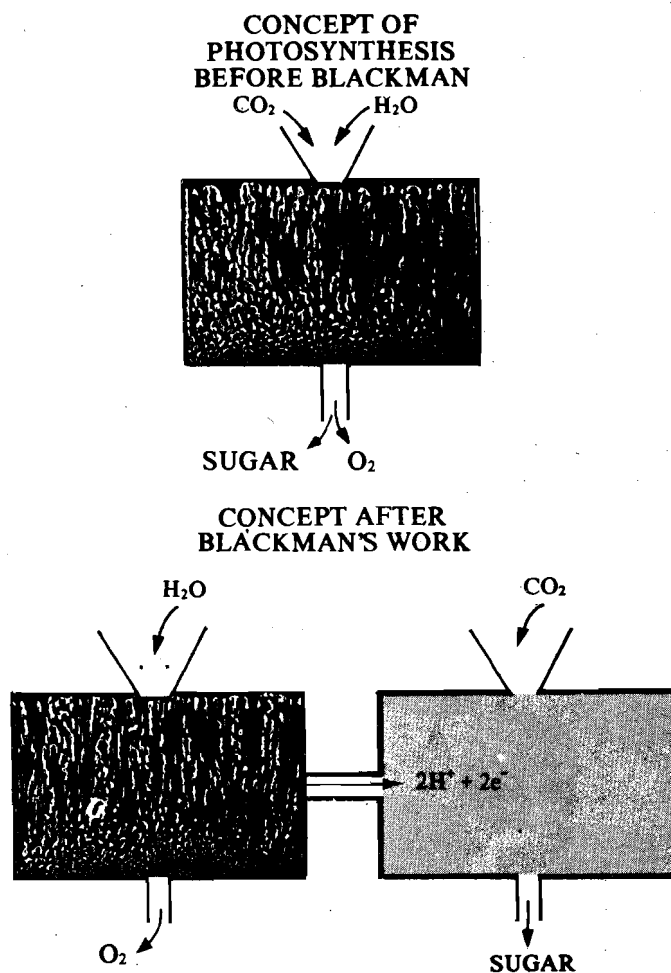 CONCEPT OF
PHOTOSYNTHESIS
BEFORE BLACKMAN
CO₂ H₂O
SUGAR O₂
CONCEPT AFTER
BLACKMAN'S WORK
H₂O CO₂
2H⁺ + 2e⁻
O₂ SUGAR